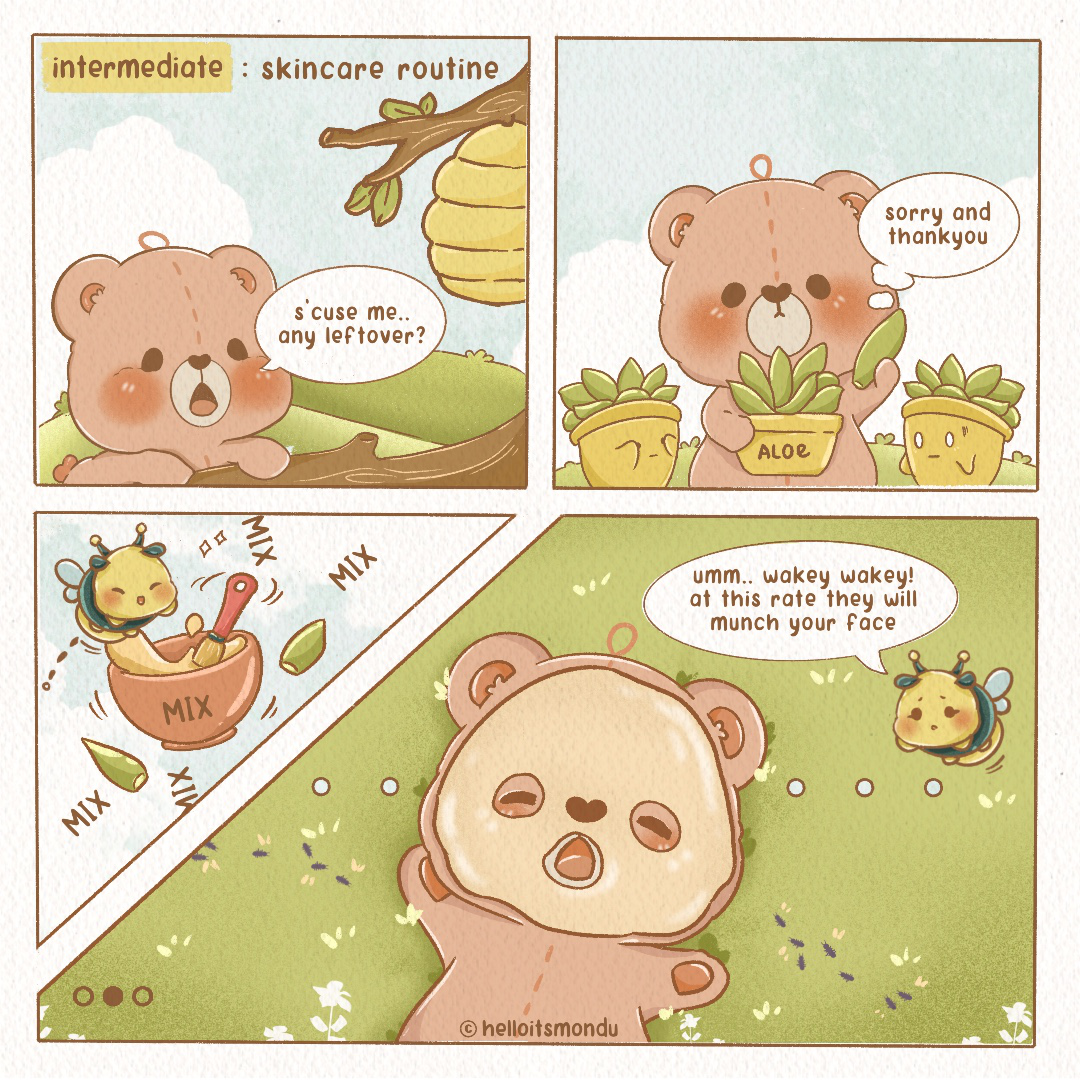 intermediate : skincare routine
s'cuse me..
any leftover?
sorry and
thankyou
ALOE
MIX
MIX
MIX
MIX
MIX
umm.. wakey wakey!
at this rate they will
munch your face
© helloitsmondu